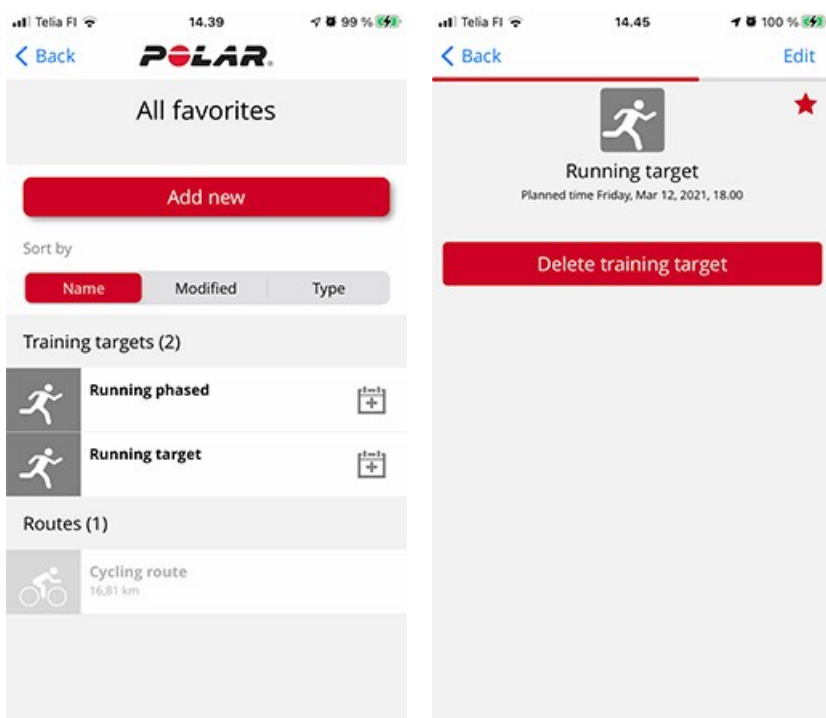 Telia FI 14.39 99 %
Back POLAR.
All favorites
Add new
Sort by
Name Modified Type
Training targets (2)
Running phased
Running target
Routes (1)
Cycling route
16,81 km
Telia FI 14.45 100 %
Back Edit
Running target
Planned time Friday, Mar 12, 2021, 18.00
Delete training target